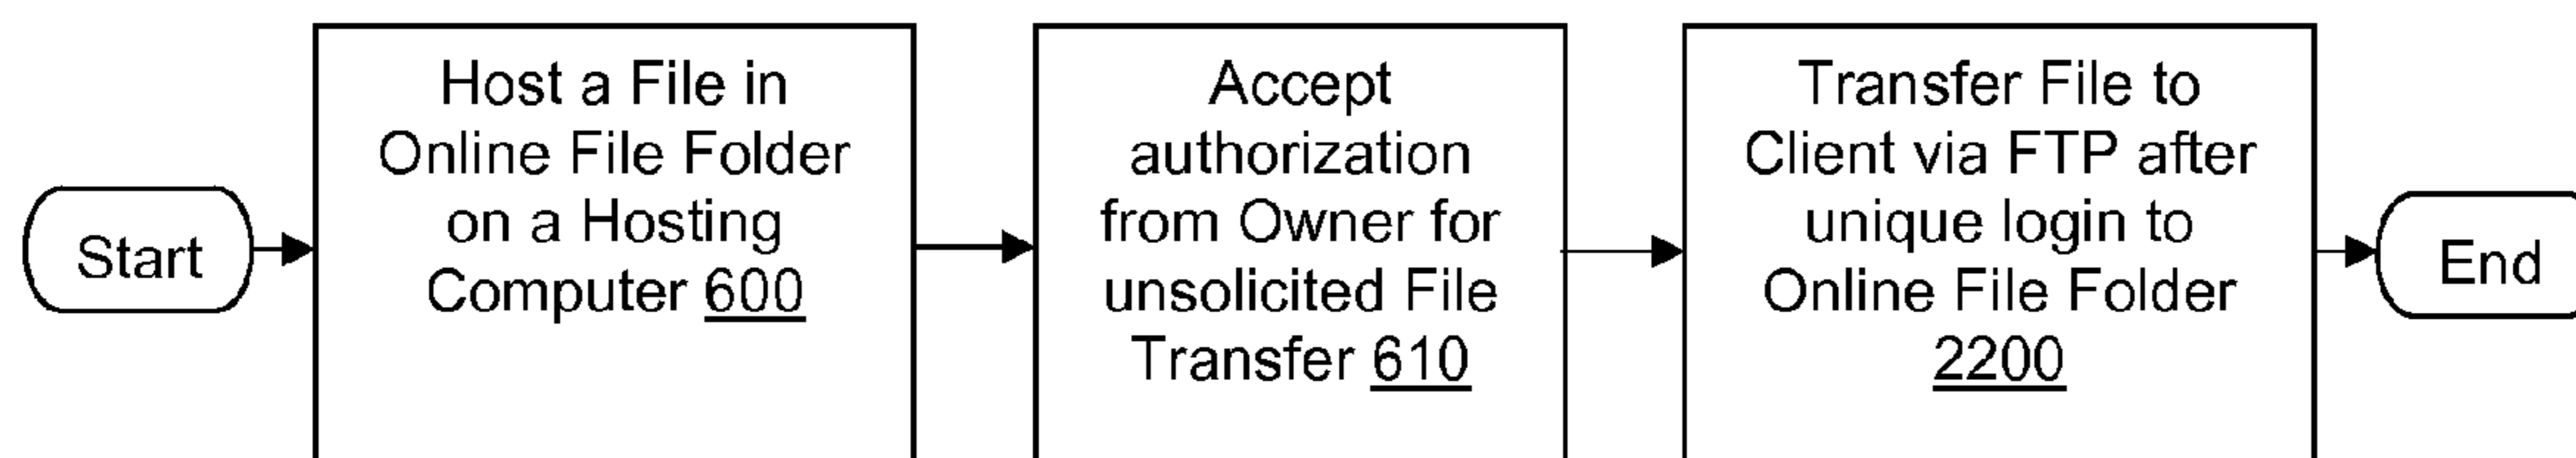 Start
Host a File in
Online File Folder
on a Hosting
Computer 600
Accept
authorization
from Owner for
unsolicited File
Transfer 610
Transfer File to
Client via FTP after
unique login to
Online File Folder
2200
End